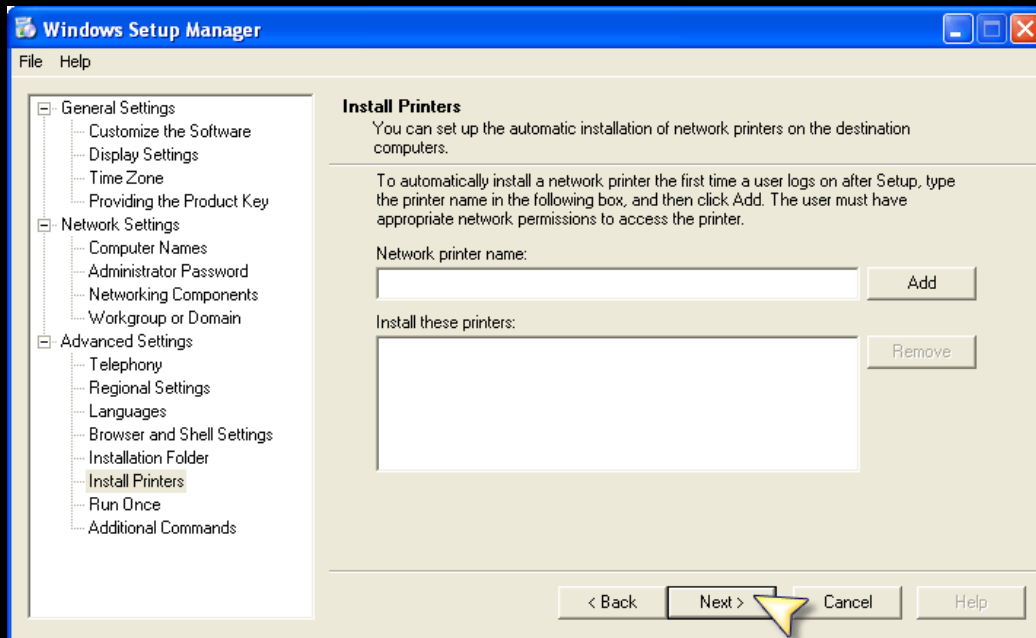 Windows Setup Manager
File Help
General Settings
Customize the Software
Display Settings
Time Zone
Providing the Product Key
Network Settings
Computer Names
Administrator Password
Networking Components
Workgroup or Domain
Advanced Settings
Telephony
Regional Settings
Languages
Browser and Shell Settings
Installation Folder
Install Printers
Run Once
Additional Commands
Install Printers
You can set up the automatic installation of network printers on the destination
computers.
To automatically install a network printer the first time a user logs on after Setup, type
the printer name in the following box, and then click Add. The user must have
appropriate network permissions to access the printer.
Network printer name:
Add
Install these printers:
Remove
< Back Next > Cancel Help